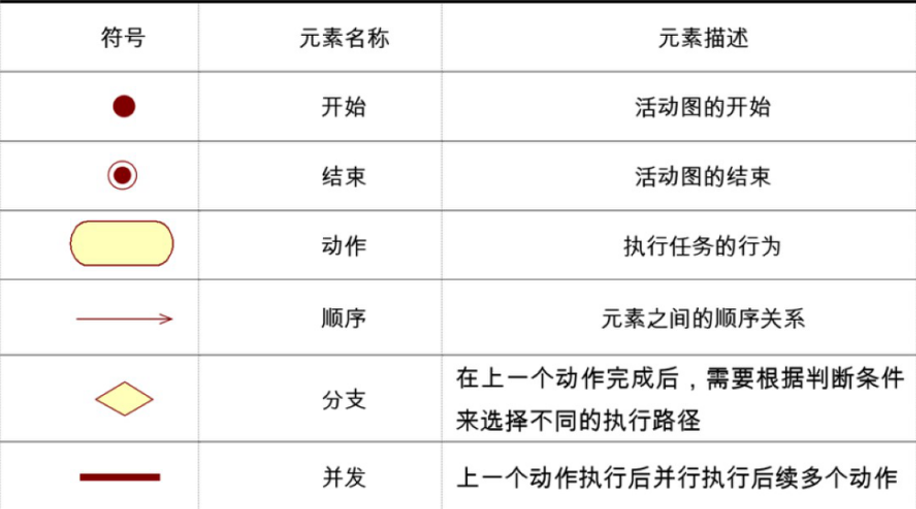 符号 元素名称 元素描述
开始 活动图的开始
结束 活动图的结束
动作 执行任务的行为
顺序 元素之间的顺序关系
分支 在上一个动作完成后，需要根据判断条件
来选择不同的执行路径
并发 上一个动作执行后并行执行后续多个动作